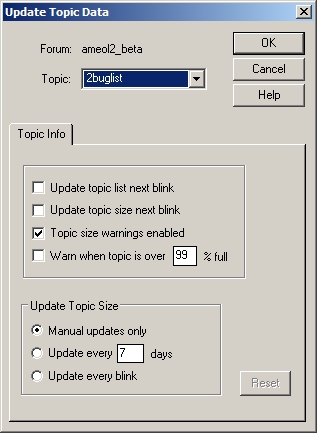 Update Topic Data
Forum: ameol2_beta
OK
Topic: 2buglist
Cancel
Help
Topic Info
Update topic list next blink
Update topic size next blink
Topic size warnings enabled
Warn when topic is over 99 % full
Update Topic Size
Manual updates only
Update every 7 days
Update every blink
Reset